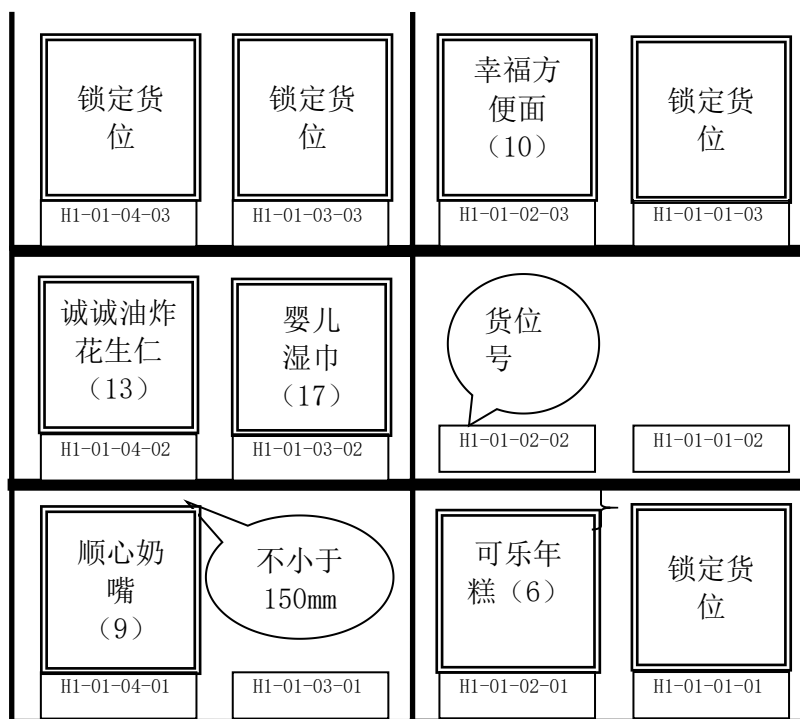 锁定货
位
锁定货
位
幸福方
便面
（10）
锁定货
位
H1-01-04-03
H1-01-03-03
H1-01-02-03
H1-01-01-03
诚诚油炸
花生仁
（13）
婴儿
湿巾
（17）
货位
号
H1-01-04-02
H1-01-03-02
H1-01-02-02
H1-01-01-02
顺心奶
嘴
（9）
不小于
150mm
可乐年
糕（6）
锁定货
位
H1-01-04-01
H1-01-03-01
H1-01-02-01
H1-01-01-01